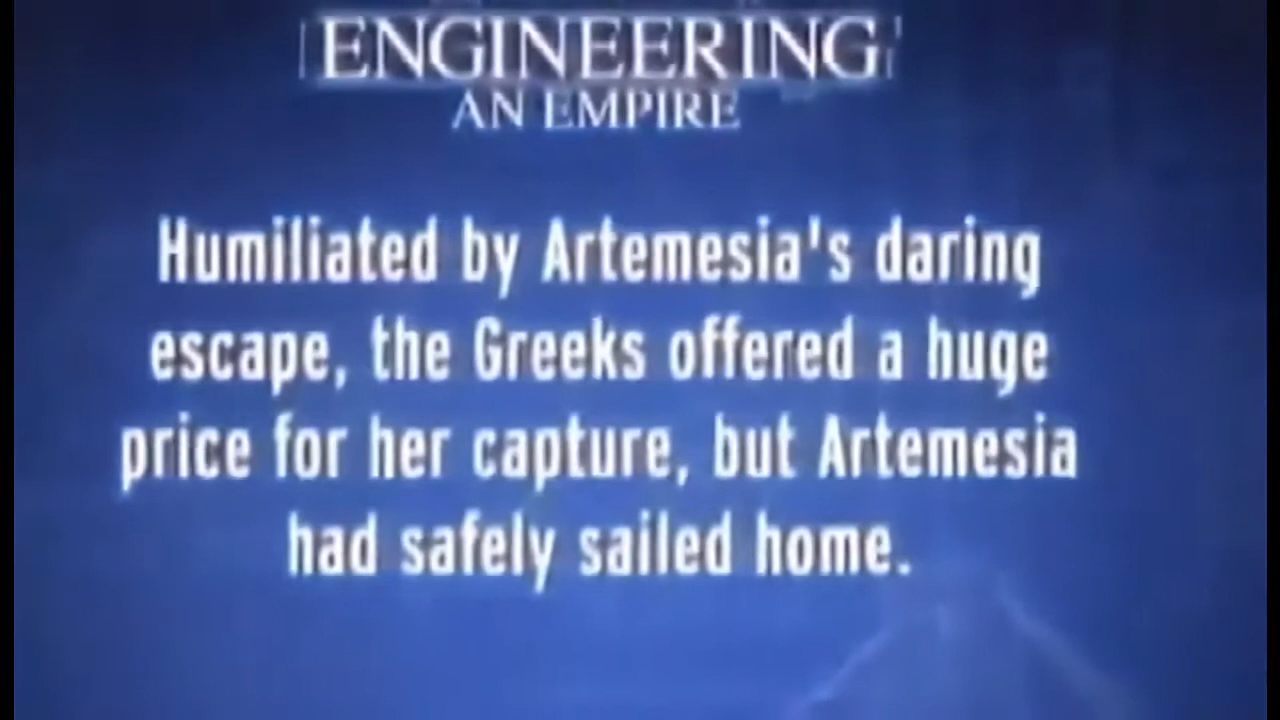 ENGINEERING
AN EMPIRE
Humiliated by Artemesia's daring
escape, the Greeks offered a huge
price for her capture, but Artemesia
had safely sailed home.